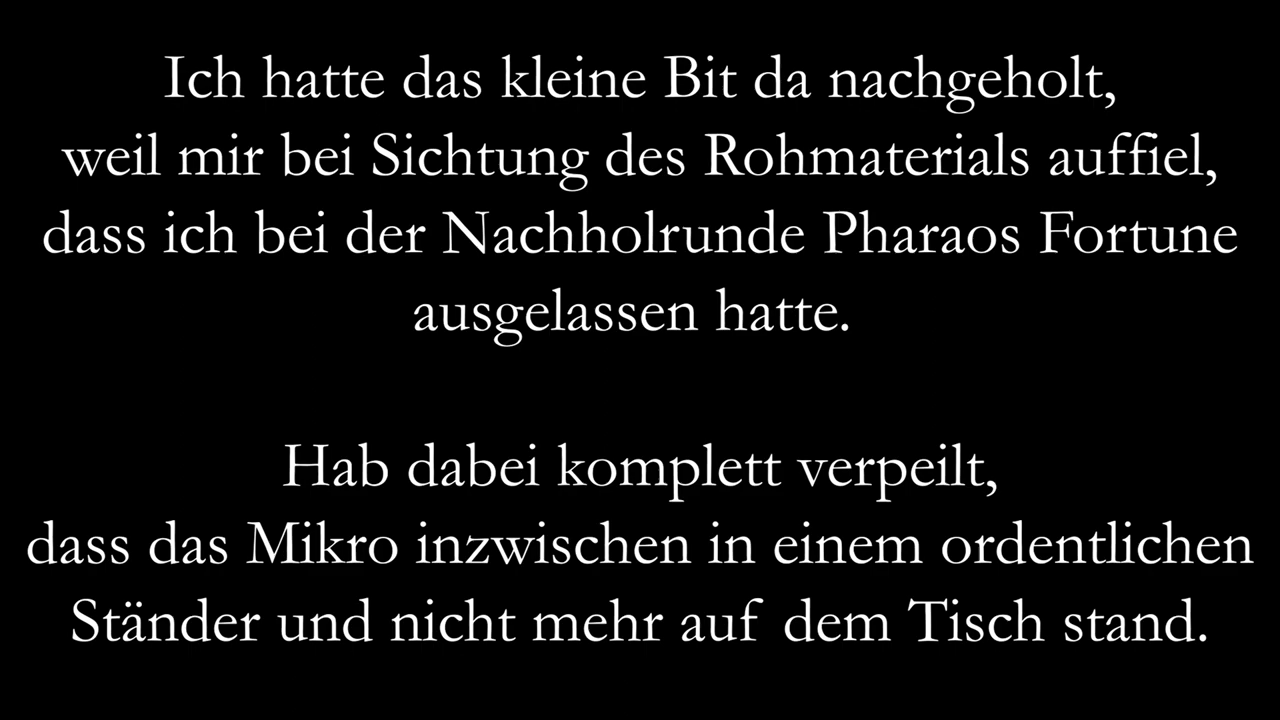 Ich hatte das kleine Bit da nachgeholt,
weil mir bei Sichtung des Rohmaterials auffiel,
dass ich bei der Nachholrunde Pharaos Fortune
ausgelassen hatte.
Hab dabei komplett verpeilt,
dass das Mikro inzwischen in einem ordentlichen
Ständer und nicht mehr auf dem Tisch stand.